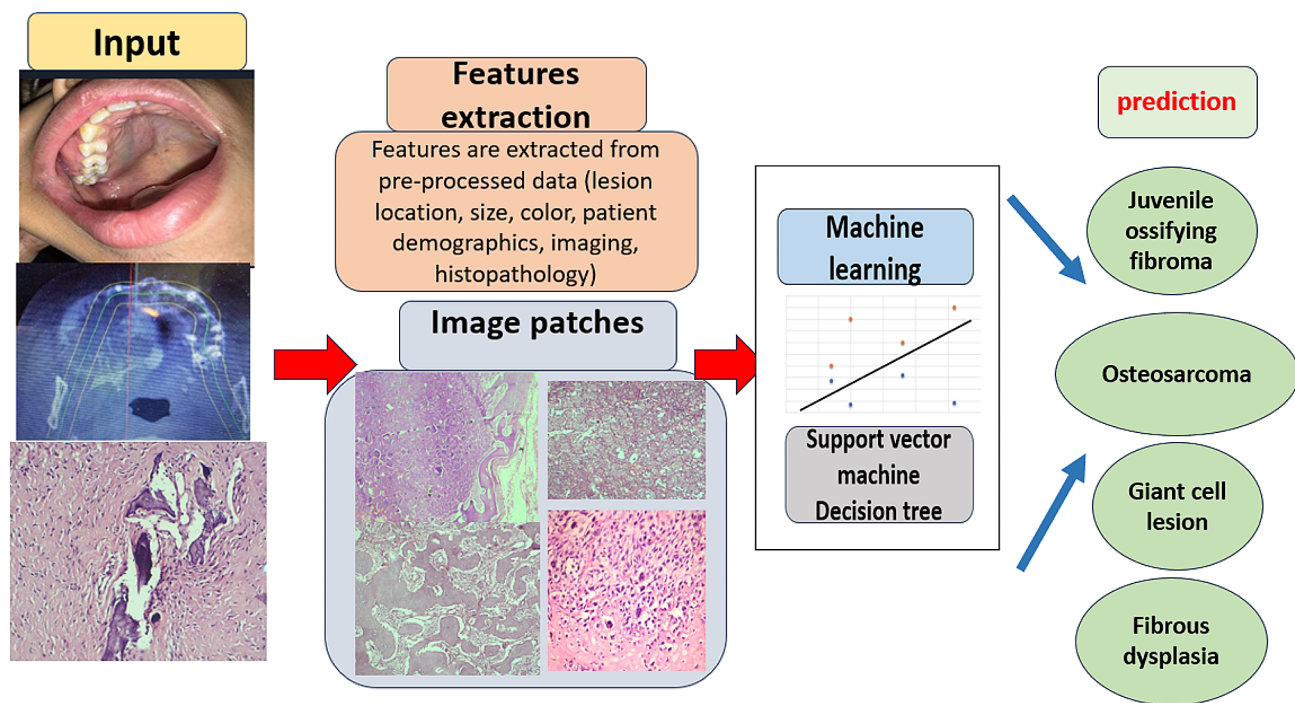 Input
Features
extraction
Features are extracted from
pre-processed data (lesion
location, size, color, patient
demographics, imaging,
histopathology)
Image patches
Machine
learning
Support vector
machine
Decision tree
prediction
Juvenile
ossifying
fibroma
Osteosarcoma
Giant cell
lesion
Fibrous
dysplasia